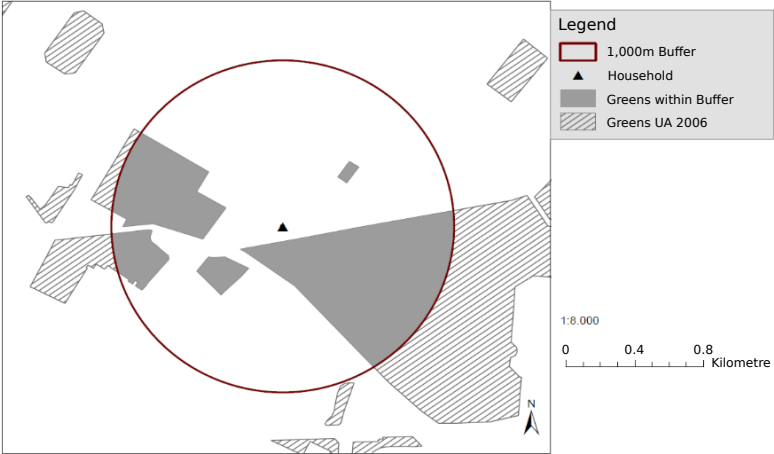 Legend
1,000m Buffer
Household
Greens within Buffer
Greens UA 2006
1:8.000
0 0.4 0.8
Kilometre
N